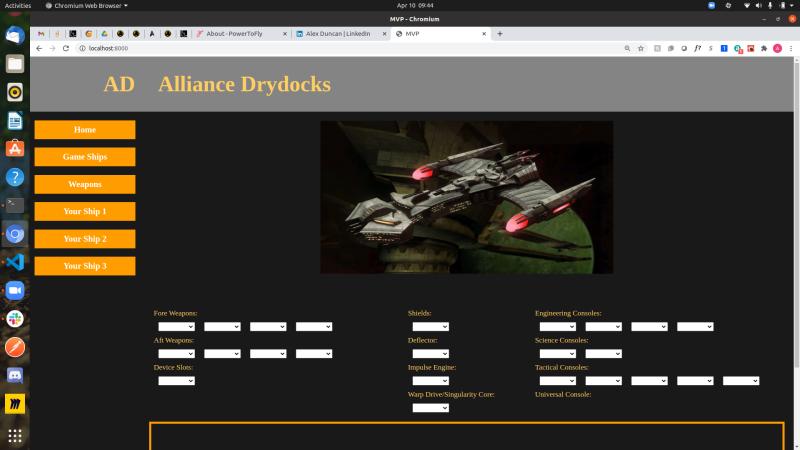 Activities
Chromium Web Browser
Apr 10 09:44
MVP - Chromium
About - PowerToFly
Alex Duncan | LinkedIn
MVP
localhost:8000
AD
Alliance Drydocks
Home
Game Ships
Weapons
Your Ship 1
Your Ship 2
Your Ship 3
Fore Weapons:
Shields:
Engineering Consoles:
Aft Weapons:
Deflector:
Science Consoles:
Device Slots:
Impulse Engine:
Tactical Consoles:
Warp Drive/Singularity Core:
Universal Console: